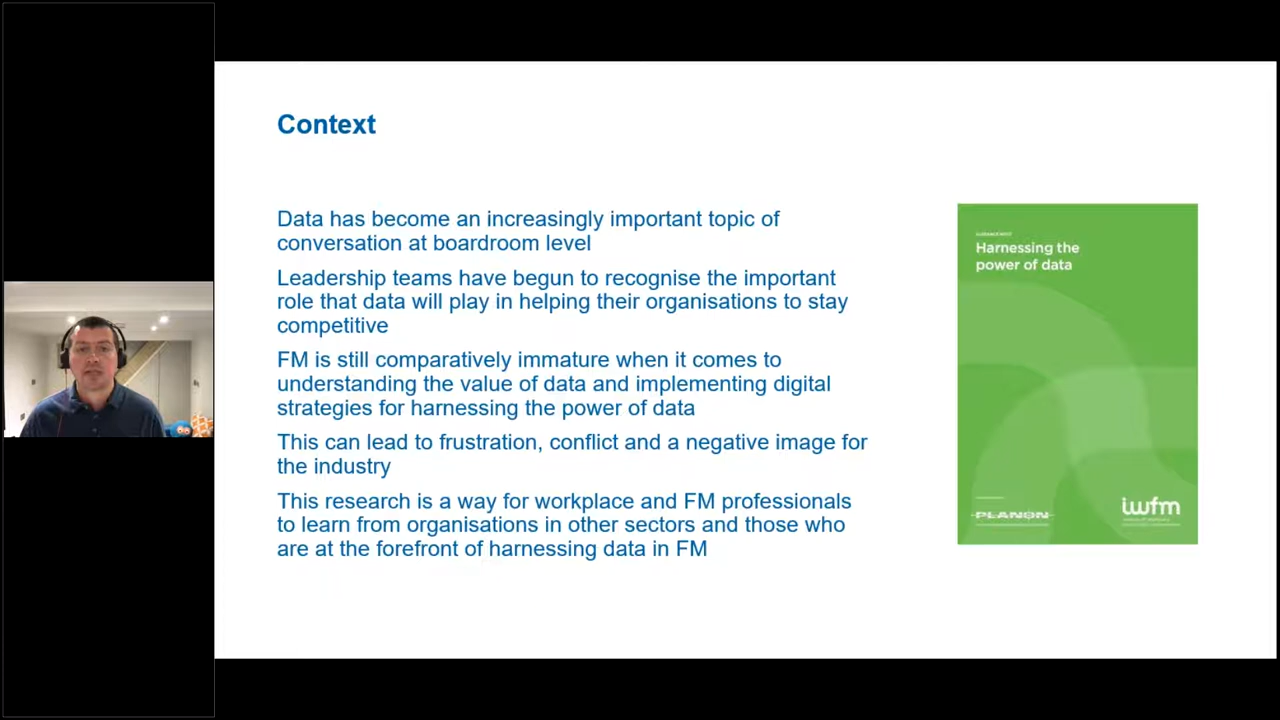 Context
Data has become an increasingly important topic of
conversation at boardroom level
Leadership teams have begun to recognise the important
role that data will play in helping their organisations to stay
competitive
FM is still comparatively immature when it comes to
understanding the value of data and implementing digital
strategies for harnessing the power of data
This can lead to frustration, conflict and a negative image for
the industry
This research is a way for workplace and FM professionals
to learn from organisations in other sectors and those who
are at the forefront of harnessing data in FM
Harnessing the
power of data
PLANON
iwfm